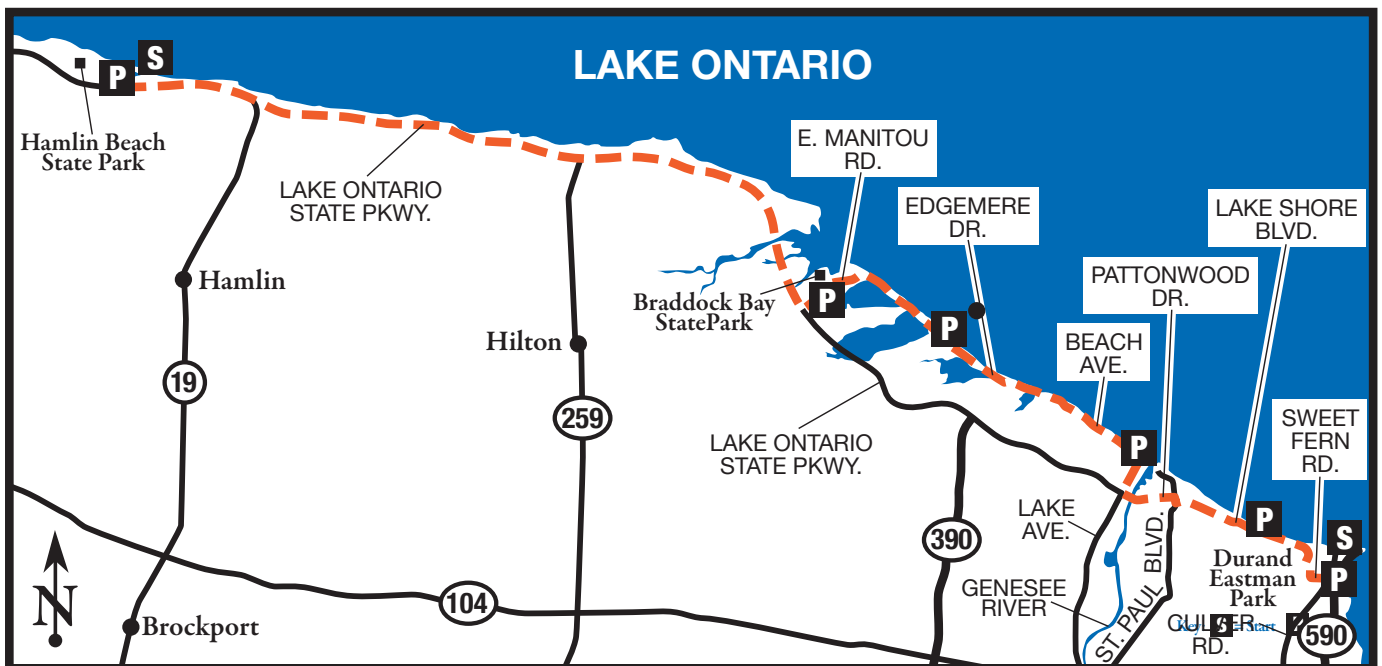 LAKE ONTARIO
S
P
Hamlin Beach
State Park
LAKE ONTARIO
STATE PKWY.
E. MANITOU
RD.
EDGEMERE
DR.
LAKE SHORE
BLVD.
PATTONWOOD
DR.
Hamlin
Braddock Bay
StatePark
P
P
BEACH
AVE.
Hilton
19
259
SWEET
FERN
RD.
LAKE ONTARIO
STATE PKWY.
P
LAKE
AVE.
P
S
390
Durand
Eastman
Park
P
GENESEE
RIVER
ST. PAUL BLVD.
104
N
Brockport
Key S = Start
CULVER
RD.
590